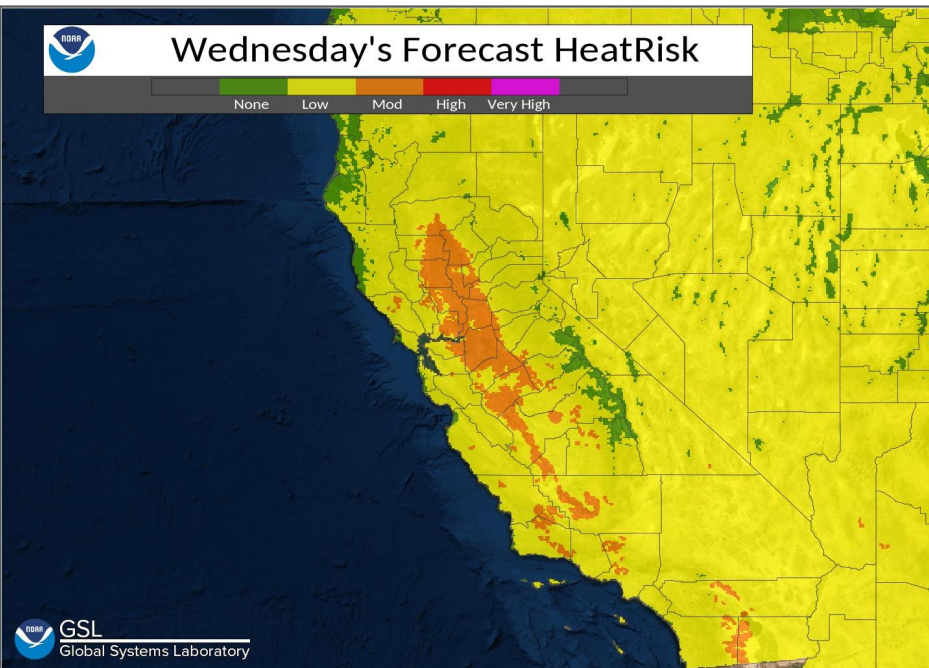 NOAA
Wednesday's Forecast HeatRisk
None Low Mod High Very High
NOAA
GSL
Global Systems Laboratory